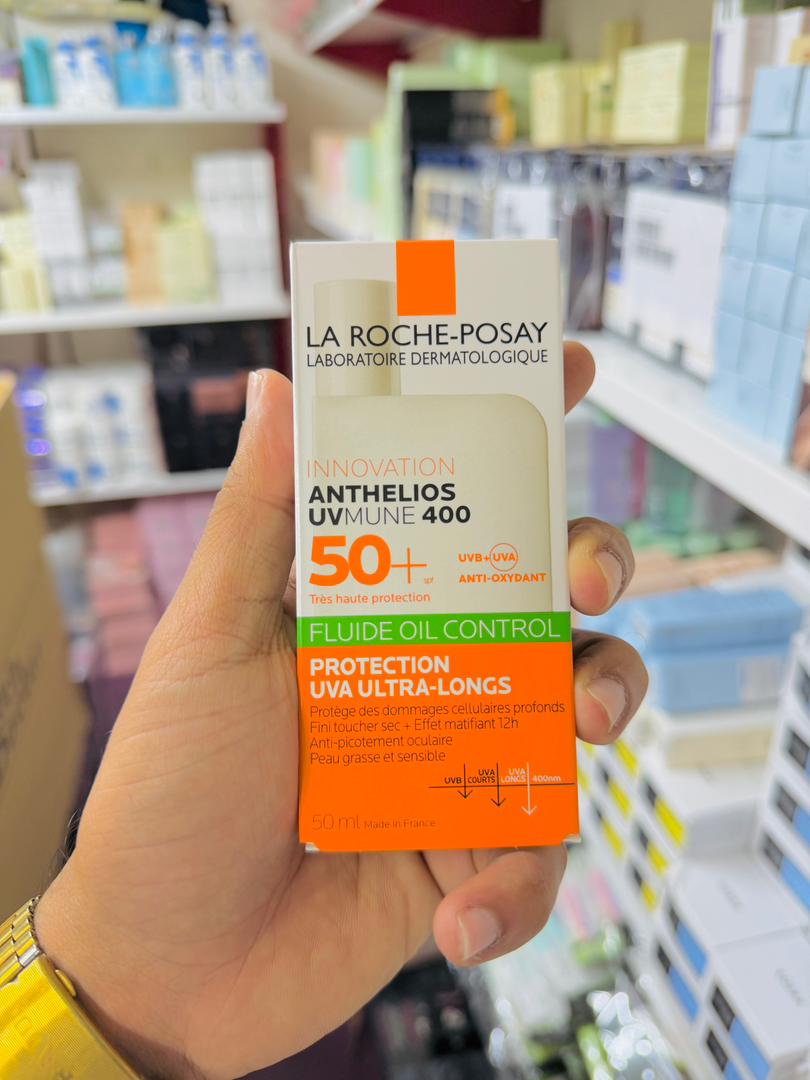 LA ROCHE-POSAY
LABORATOIRE DERMATOLOGIQUE
INNOVATION
ANTHELIOS
UVMUNE 400
50+ spf
Très haute protection
UVB+UVA
ANTI-OXYDANT
FLUIDE OIL CONTROL
PROTECTION
UVA ULTRA-LONGS
Protège des dommages cellulaires profonds
Fini toucher sec + Effet matifiant 12h
Anti-picotement oculaire
Peau grasse et sensible
UVB
UVA COURTS
UVA LONGS
400nm
50 ml Made in France